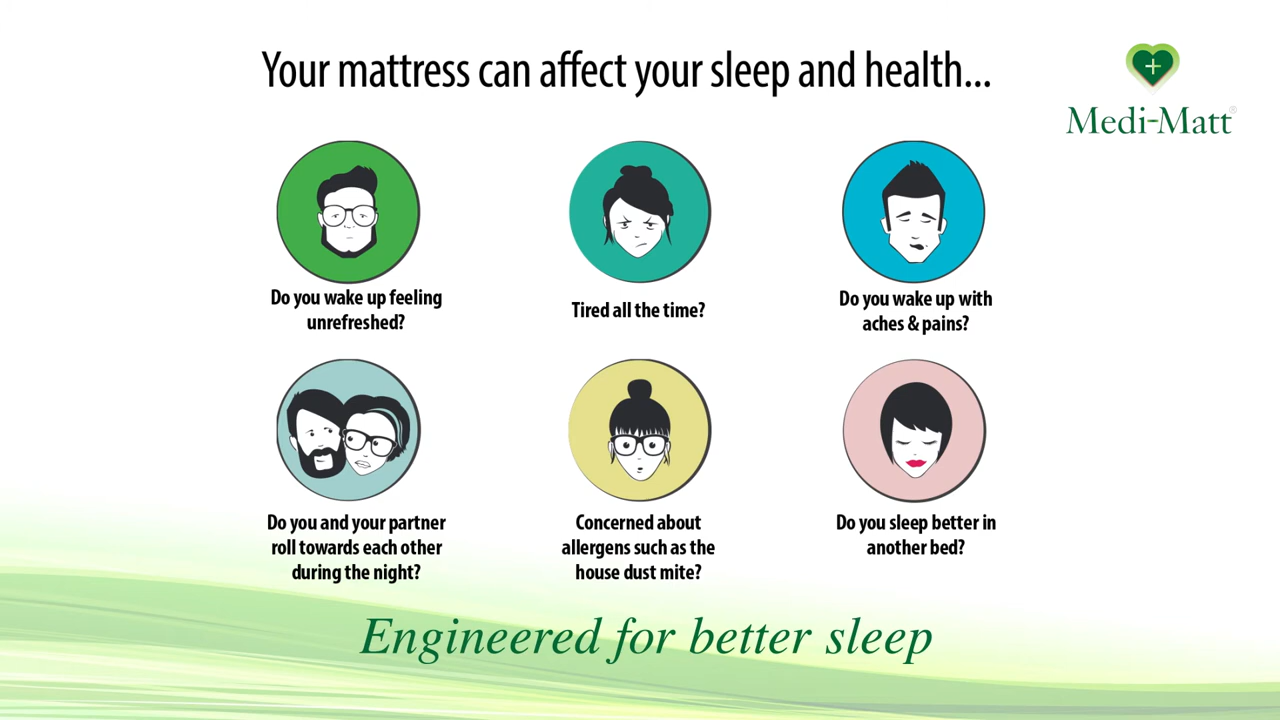 Your mattress can affect your sleep and health...
Medi-Matt®
Do you wake up feeling
unrefreshed?
Tired all the time?
Do you wake up with
aches & pains?
Do you and your partner
roll towards each other
during the night?
Concerned about
allergens such as the
house dust mite?
Do you sleep better in
another bed?
Engineered for better sleep